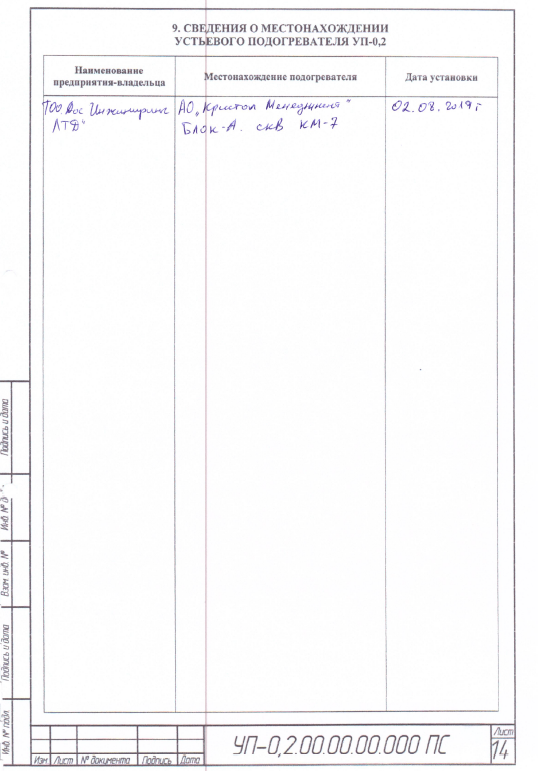 9. СВЕДЕНИЯ О МЕСТОНАХОЖДЕНИИ
УСТЬЕВОГО ПОДОГРЕВАТЕЛЯ УП-0,2
Наименование
предприятия-владельца
Местонахождение подогревателя
Дата установки
ТОО „Дос Инжиниринг
ЛТД“
АО „Кристал Менеджмент“
Блок-А. скв КМ-7
02.08.2019 г
Подпись и дата
Инв № д
Взам инв №
Подпись и дата
Инв № подл
Изм. Лист № документа Подпись Дата
УП-0,2.00.00.00.000 ПС
Лист
14